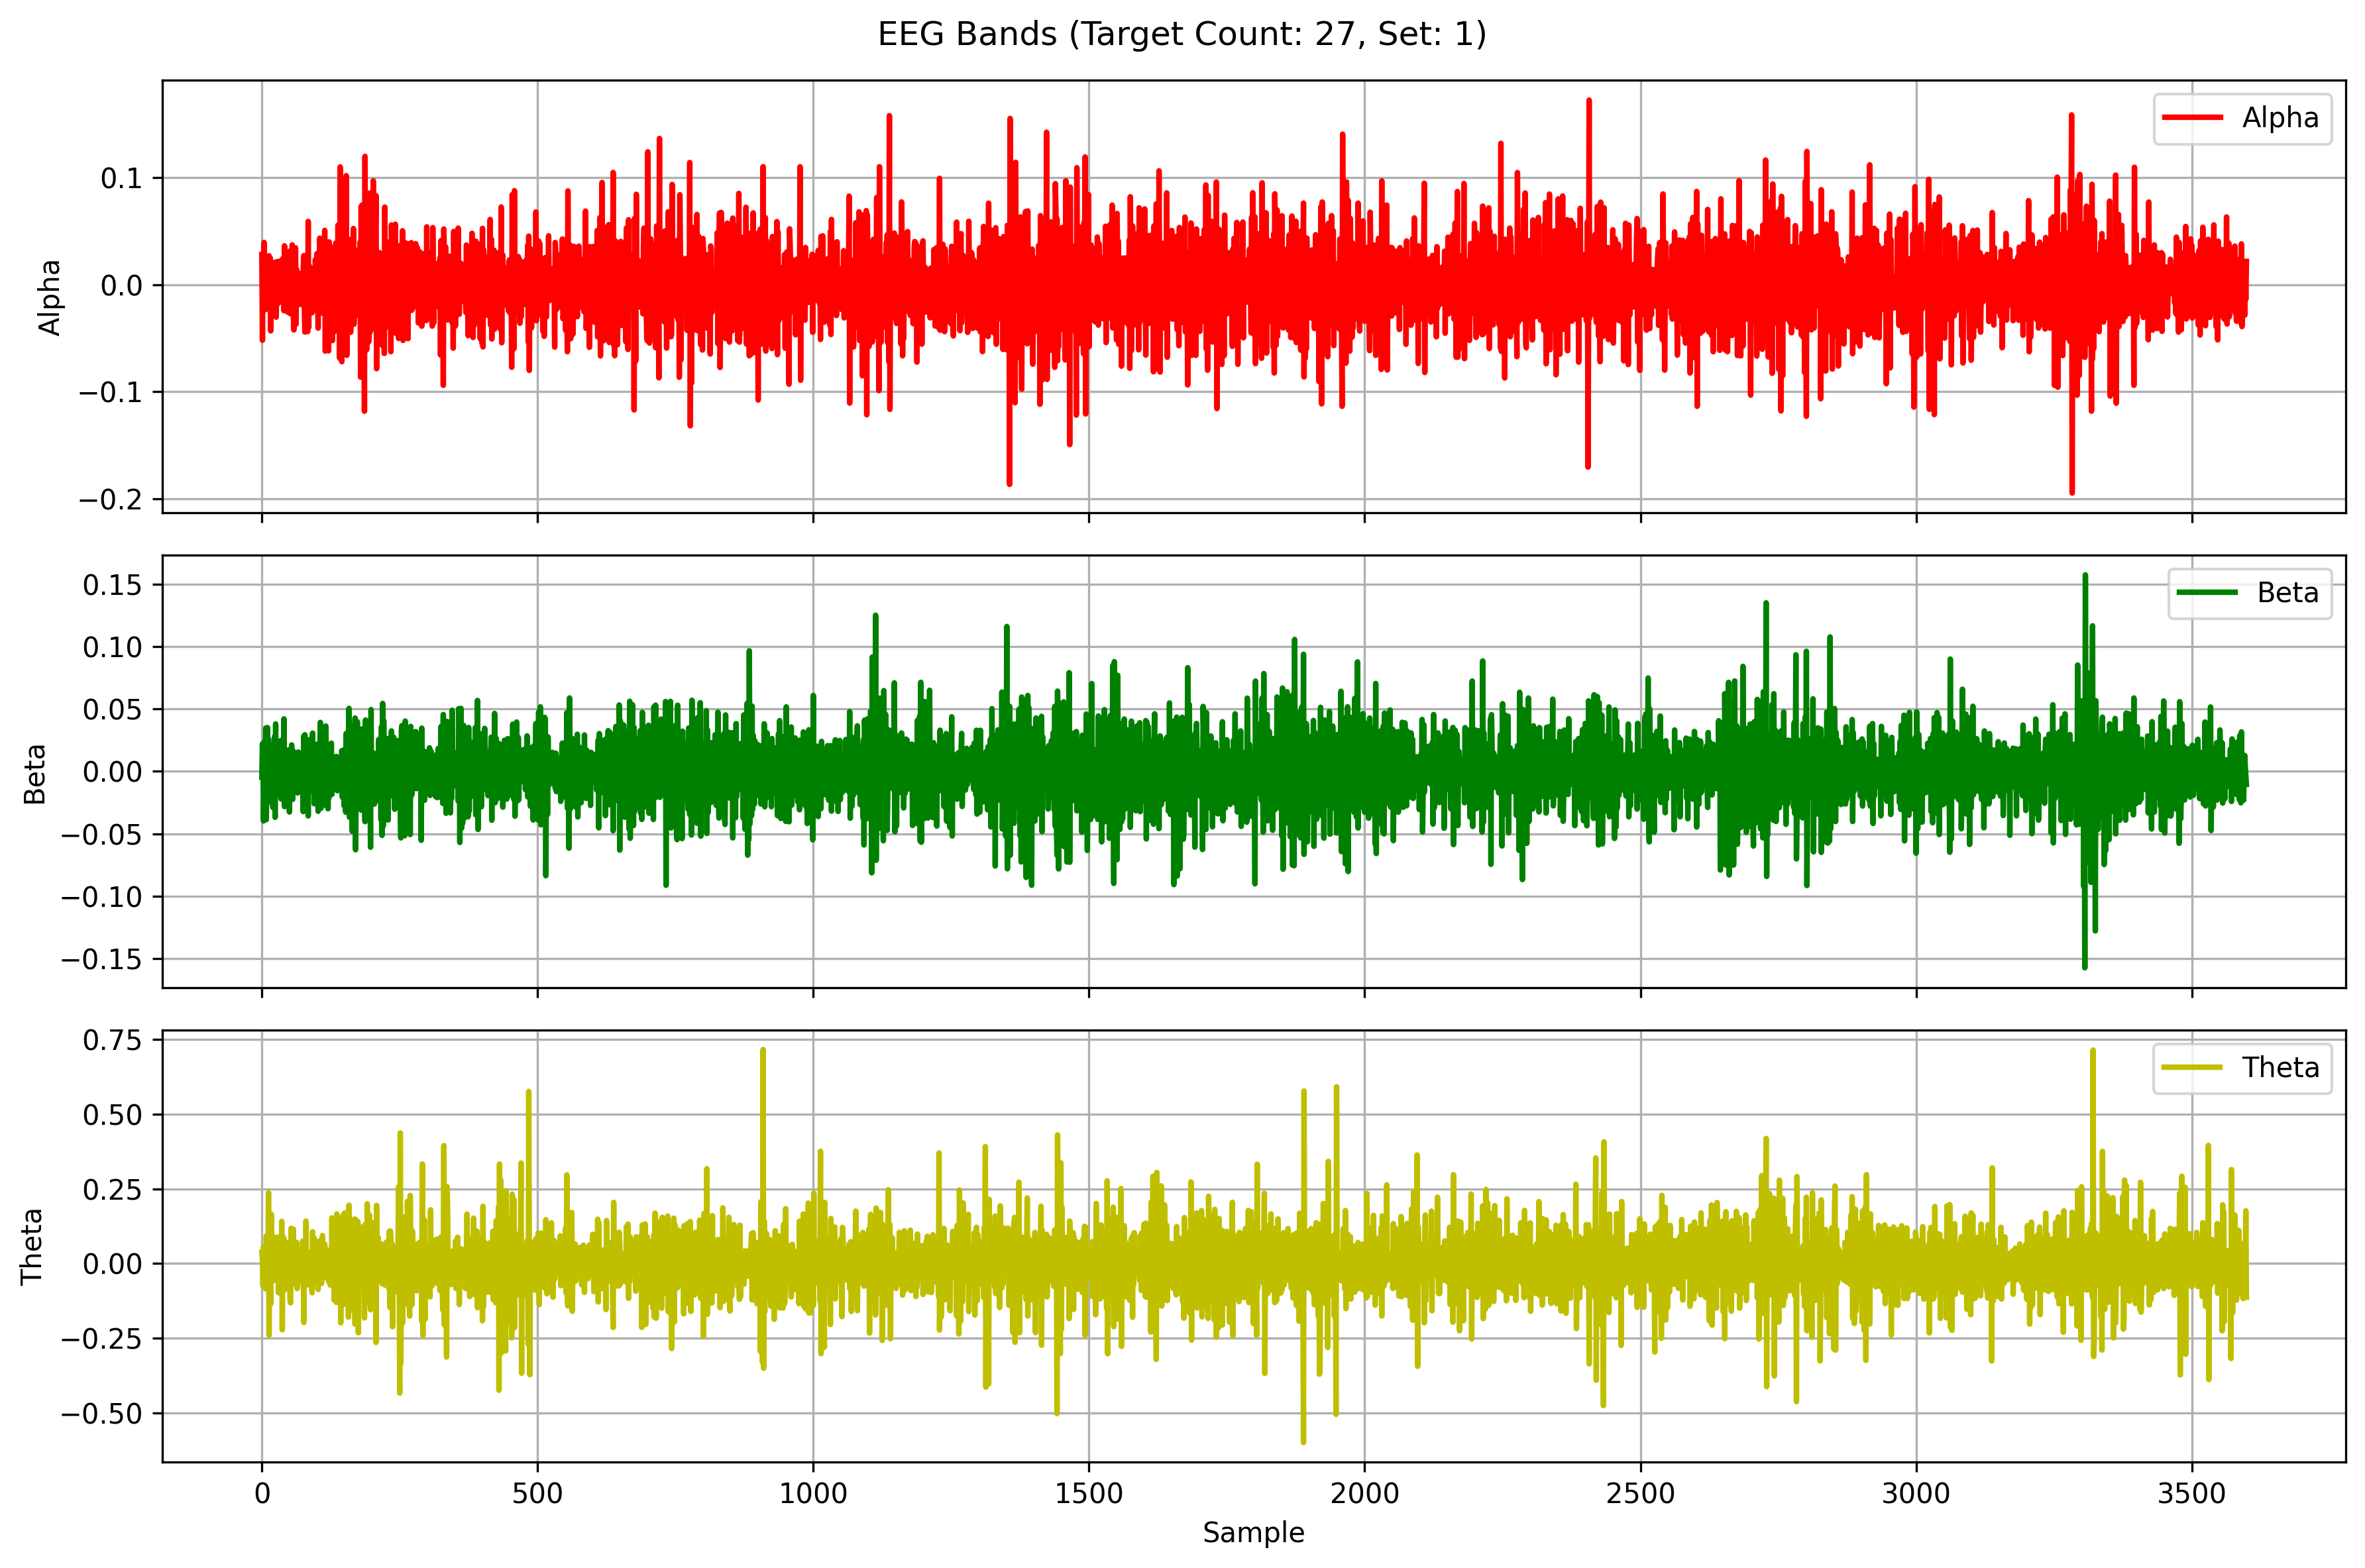 EEG Bands (Target Count: 27, Set: 1)
Alpha
0.1
0.0
−0.1
−0.2
Alpha
Beta
0.15
0.10
0.05
0.00
−0.05
−0.10
−0.15
Beta
Theta
0.75
0.50
0.25
0.00
−0.25
−0.50
Theta
0 500 1000 1500 2000 2500 3000 3500
Sample